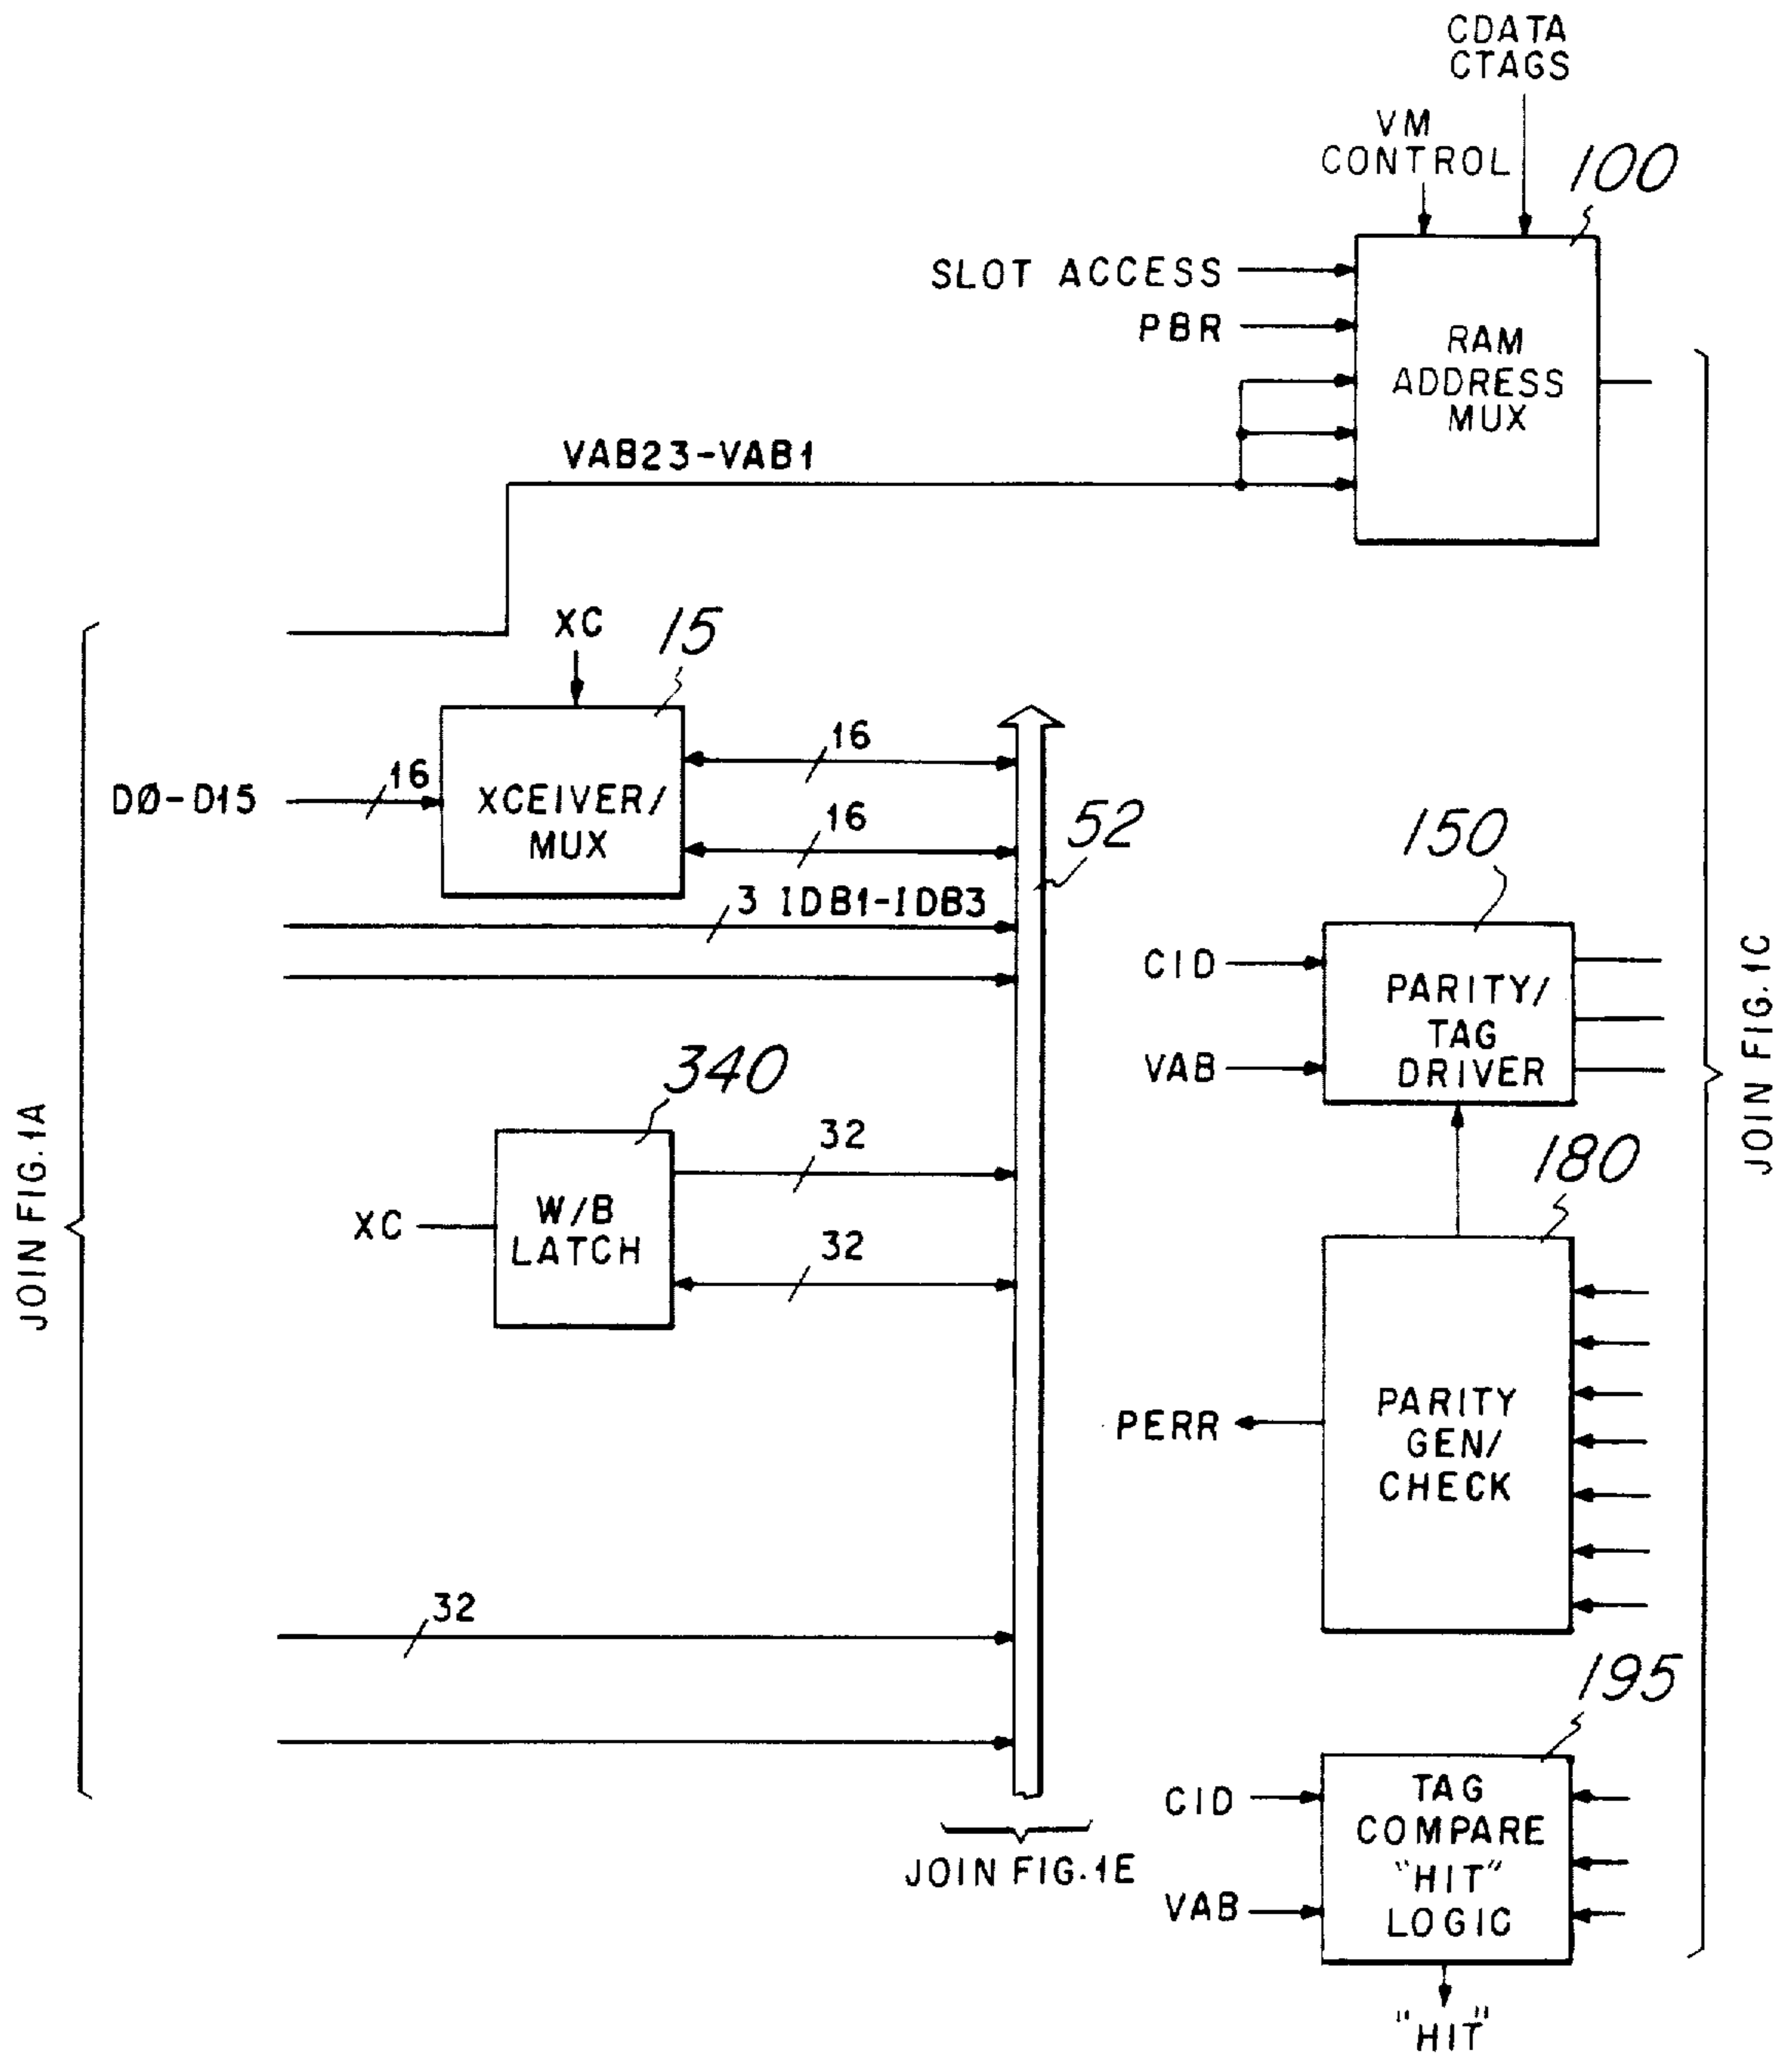 CDATA
CTAGS
VM
CONTROL
100
SLOT ACCESS
PBR
RAM
ADDRESS
MUX
VAB23-VAB1
XC
15
16
DØ-D15
16
XCEIVER/
MUX
16
52
3 IDB1-IDB3
150
CID
PARITY/
TAG
DRIVER
VAB
340
32
180
XC
W/B
LATCH
32
JOIN FIG.1A
JOIN FIG.1C
PERR
PARITY
GEN/
CHECK
32
195
CID
TAG
COMPARE
"HIT"
LOGIC
VAB
JOIN FIG.1E
"HIT"